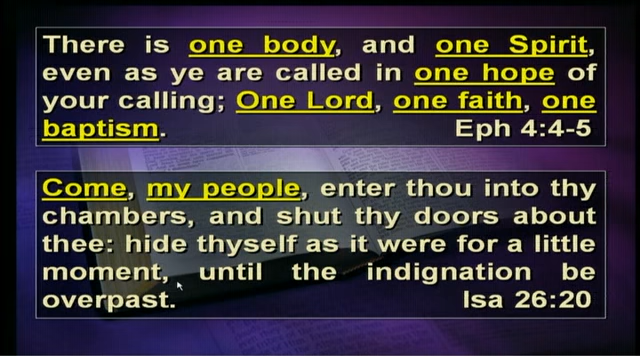 There is one body, and one Spirit,
even as ye are called in one hope of
your calling; One Lord, one faith, one
baptism. Eph 4:4-5
Come, my people, enter thou into thy
chambers, and shut thy doors about
thee: hide thyself as it were for a little
moment, until the indignation be
overpast. Isa 26:20